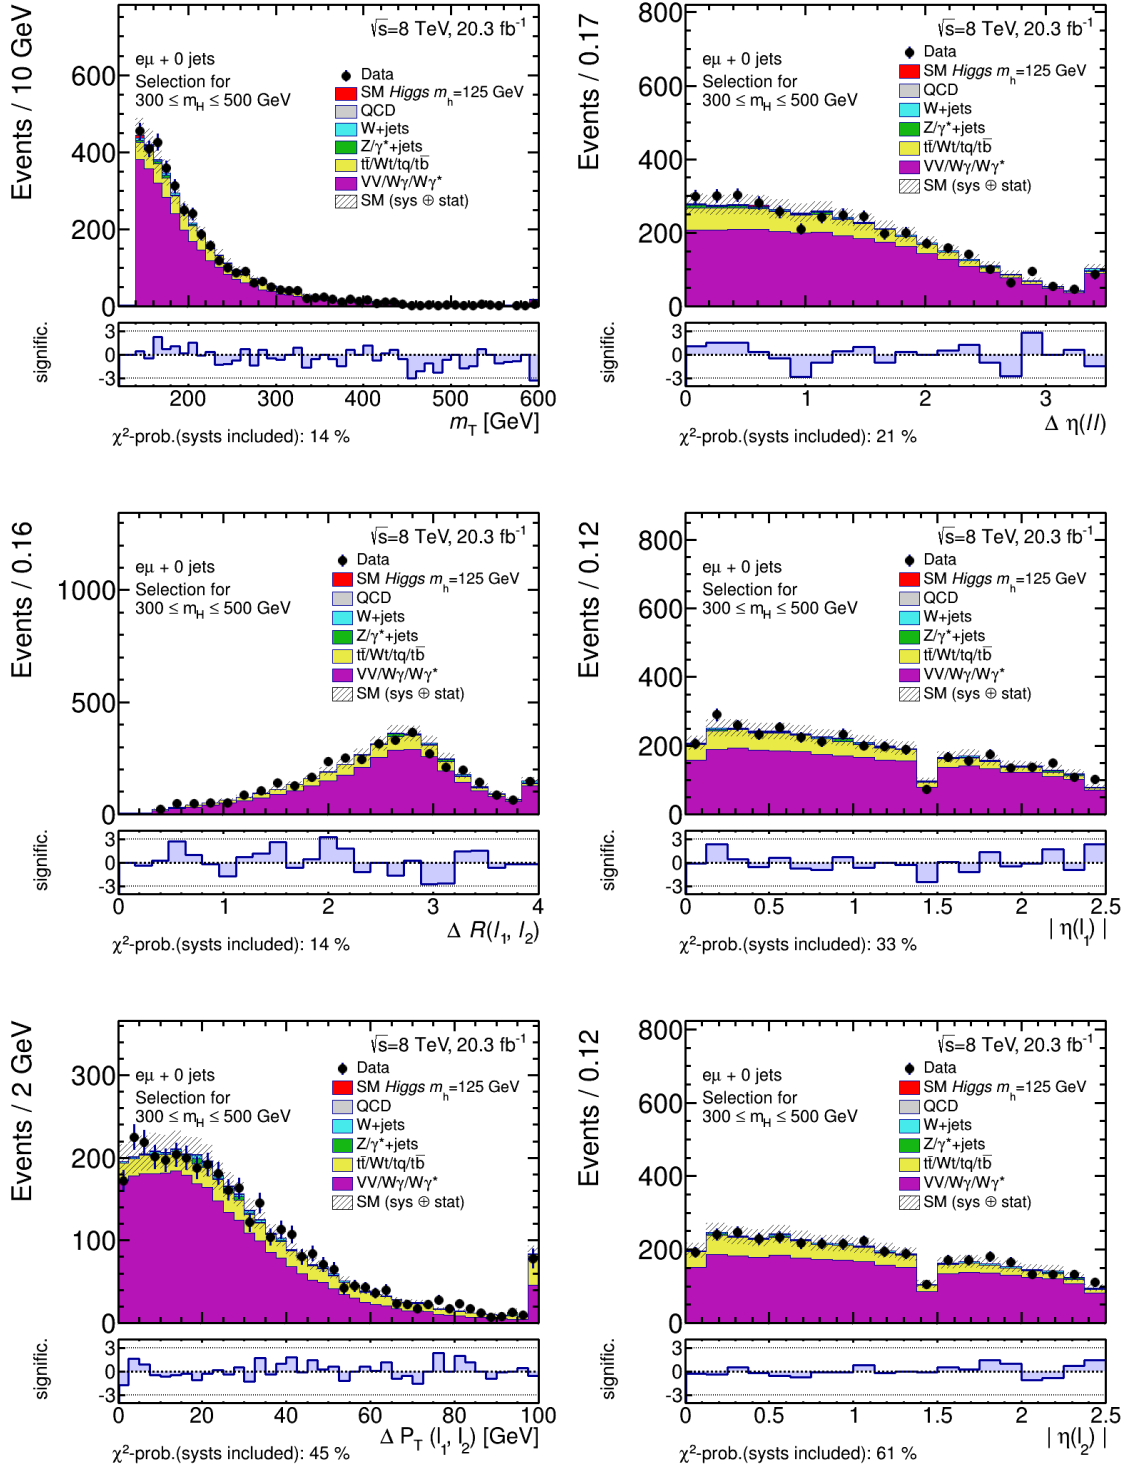 Events / 10 GeV
√s=8 TeV, 20.3 fb⁻¹
eμ + 0 jets
Selection for
300 ≤ m_H ≤ 500 GeV
Data
SM Higgs m_h=125 GeV
QCD
W+jets
Z/γ*+jets
tt̄/Wt/tq/tb̄
VV/Wγ/Wγ*
SM (sys ⊕ stat)
600
400
200
0
signific.
3
0
-3
200 300 400 500 600
m_T [GeV]
χ²-prob.(systs included): 14 %
Events / 0.17
√s=8 TeV, 20.3 fb⁻¹
eμ + 0 jets
Selection for
300 ≤ m_H ≤ 500 GeV
Data
SM Higgs m_h=125 GeV
QCD
W+jets
Z/γ*+jets
tt̄/Wt/tq/tb̄
VV/Wγ/Wγ*
SM (sys ⊕ stat)
800
600
400
200
0
signific.
3
0
-3
0 1 2 3
Δ η(ll)
χ²-prob.(systs included): 21 %
Events / 0.16
√s=8 TeV, 20.3 fb⁻¹
eμ + 0 jets
Selection for
300 ≤ m_H ≤ 500 GeV
Data
SM Higgs m_h=125 GeV
QCD
W+jets
Z/γ*+jets
tt̄/Wt/tq/tb̄
VV/Wγ/Wγ*
SM (sys ⊕ stat)
1000
500
0
signific.
3
0
-3
0 1 2 3 4
Δ R(l₁, l₂)
χ²-prob.(systs included): 14 %
Events / 0.12
√s=8 TeV, 20.3 fb⁻¹
eμ + 0 jets
Selection for
300 ≤ m_H ≤ 500 GeV
Data
SM Higgs m_h=125 GeV
QCD
W+jets
Z/γ*+jets
tt̄/Wt/tq/tb̄
VV/Wγ/Wγ*
SM (sys ⊕ stat)
800
600
400
200
0
signific.
3
0
-3
0 0.5 1 1.5 2 2.5
| η(l₁) |
χ²-prob.(systs included): 33 %
Events / 2 GeV
√s=8 TeV, 20.3 fb⁻¹
eμ + 0 jets
Selection for
300 ≤ m_H ≤ 500 GeV
Data
SM Higgs m_h=125 GeV
QCD
W+jets
Z/γ*+jets
tt̄/Wt/tq/tb̄
VV/Wγ/Wγ*
SM (sys ⊕ stat)
300
200
100
0
signific.
3
0
-3
0 20 40 60 80 100
Δ P_T (l₁, l₂) [GeV]
χ²-prob.(systs included): 45 %
Events / 0.12
√s=8 TeV, 20.3 fb⁻¹
eμ + 0 jets
Selection for
300 ≤ m_H ≤ 500 GeV
Data
SM Higgs m_h=125 GeV
QCD
W+jets
Z/γ*+jets
tt̄/Wt/tq/tb̄
VV/Wγ/Wγ*
SM (sys ⊕ stat)
800
600
400
200
0
signific.
3
0
-3
0 0.5 1 1.5 2 2.5
| η(l₂) |
χ²-prob.(systs included): 61 %